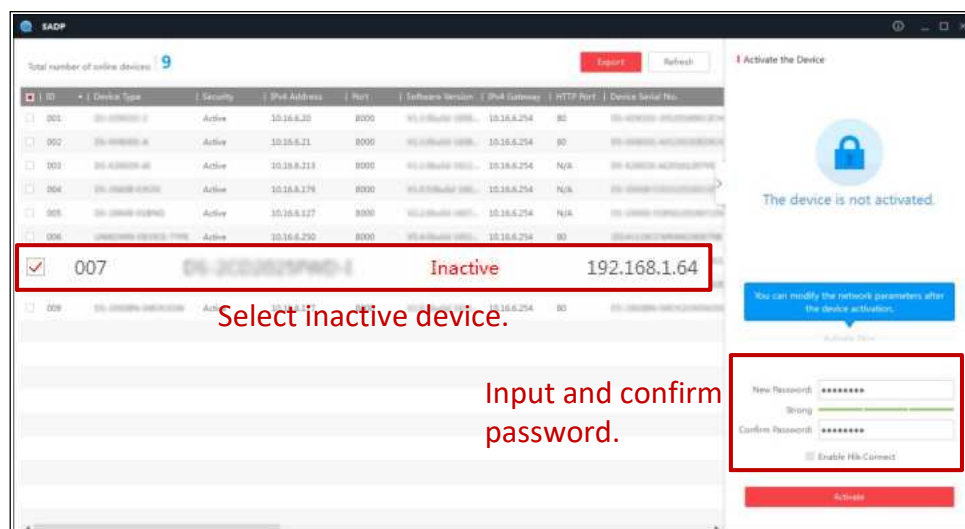 SADP
Total number of online devices: 9
Export
Refresh
ID Device Type Security IPv4 Address Port Software Version IPv4 Gateway HTTP Port Device Serial No.
001 Active 10.16.6.20 8000 10.16.6.254 80
002 Active 10.16.6.21 8000 10.16.6.254 80
003 Active 10.16.6.213 8000 10.16.6.254 N/A
004 Active 10.16.6.179 8000 10.16.6.254 N/A
005 Active 10.16.6.127 8000 10.16.6.254 N/A
006 Active 10.16.6.250 8000 10.16.6.254 80
007 Inactive 192.168.1.64
009 10.16.6.254 80
Select inactive device.
Input and confirm
password.
Activate the Device
The device is not activated.
You can modify the network parameters after
the device activation.
Activate Now
New Password:
Strong
Confirm Password:
Enable Hik-Connect
Activate